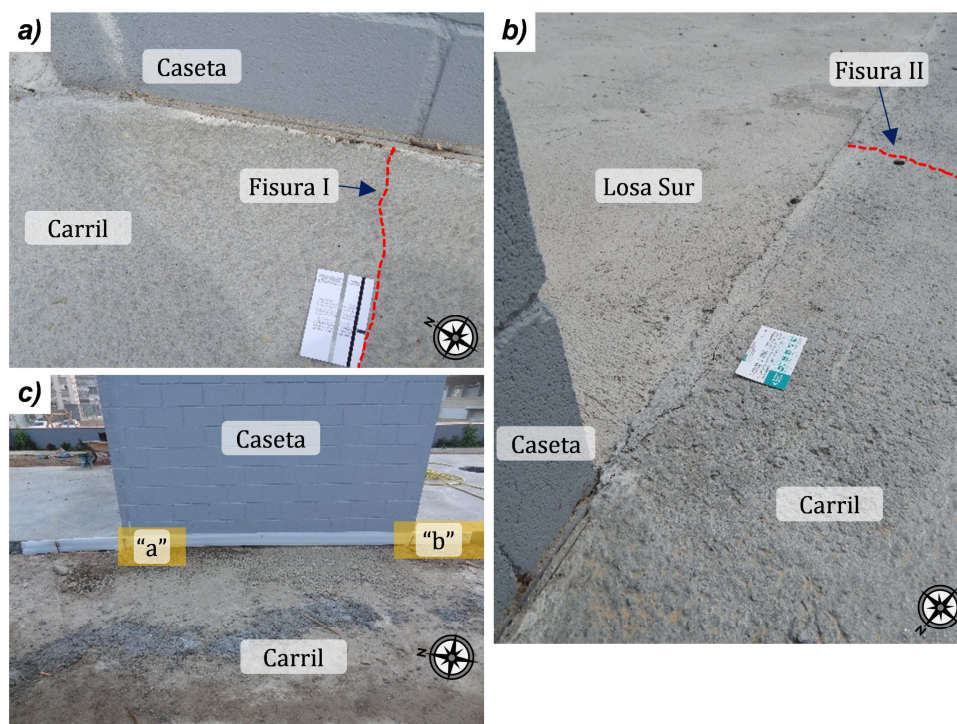 a)
Caseta
Fisura I
Carril
N
b)
Fisura II
Losa Sur
Caseta
Carril
N
c)
Caseta
"a"
"b"
Carril
N